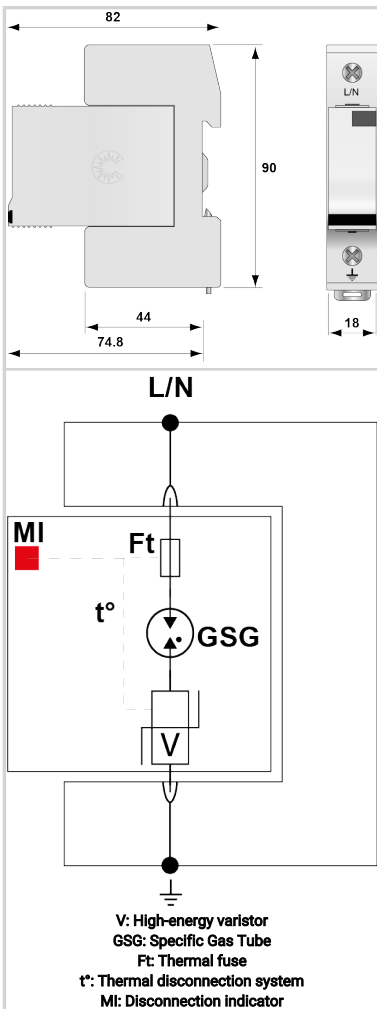 82
L/N
90
44
18
74.8
L/N
MI
Ft
t°
GSG
V
V: High-energy varistor
GSG: Specific Gas Tube
Ft: Thermal fuse
t°: Thermal disconnection system
MI: Disconnection indicator